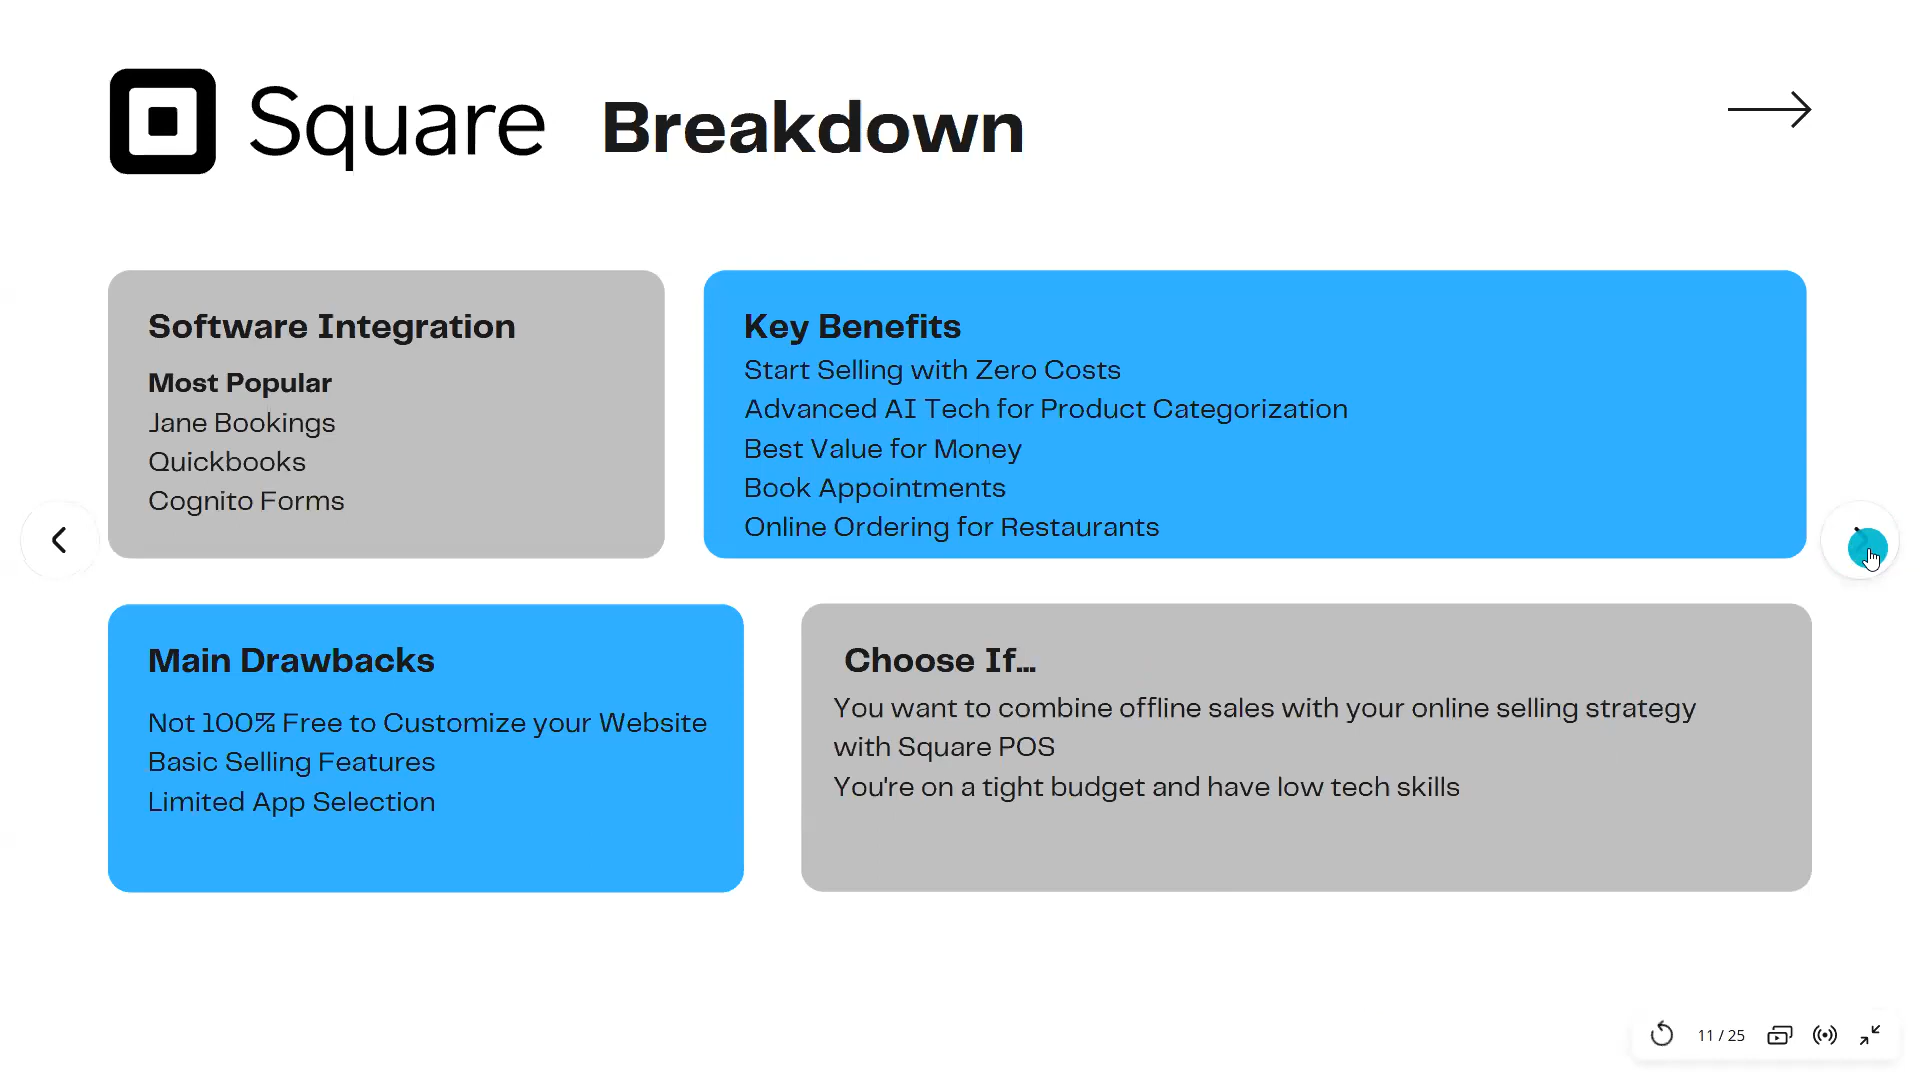 Square Breakdown
Software Integration
Most Popular
Jane Bookings
Quickbooks
Cognito Forms
Key Benefits
Start Selling with Zero Costs
Advanced AI Tech for Product Categorization
Best Value for Money
Book Appointments
Online Ordering for Restaurants
Main Drawbacks
Not 100% Free to Customize your Website
Basic Selling Features
Limited App Selection
Choose If...
You want to combine offline sales with your online selling strategy
with Square POS
You're on a tight budget and have low tech skills
11 / 25